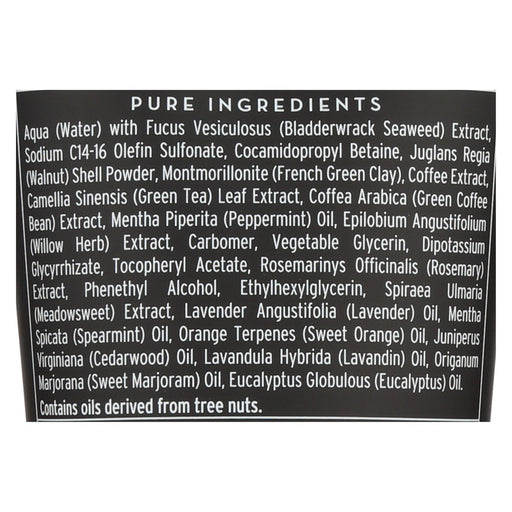 PURE INGREDIENTS
Aqua (Water) with Fucus Vesiculosus (Bladderwrack Seaweed) Extract,
Sodium C14-16 Olefin Sulfonate, Cocamidopropyl Betaine, Juglans Regia
(Walnut) Shell Powder, Montmorillonite (French Green Clay), Coffee Extract,
Camellia Sinensis (Green Tea) Leaf Extract, Coffea Arabica (Green Coffee
Bean) Extract, Mentha Piperita (Peppermint) Oil, Epilobium Angustifolium
(Willow Herb) Extract, Carbomer, Vegetable Glycerin, Dipotassium
Glycyrrhizate, Tocopheryl Acetate, Rosemarinys Officinalis (Rosemary)
Extract, Phenethyl Alcohol, Ethylhexylglycerin, Spiraea Ulmaria
(Meadowsweet) Extract, Lavender Angustifolia (Lavender) Oil, Mentha
Spicata (Spearmint) Oil, Orange Terpenes (Sweet Orange) Oil, Juniperus
Virginiana (Cedarwood) Oil, Lavandula Hybrida (Lavandin) Oil, Origanum
Marjorana (Sweet Marjoram) Oil, Eucalyptus Globulous (Eucalyptus) Oil.
Contains oils derived from tree nuts.